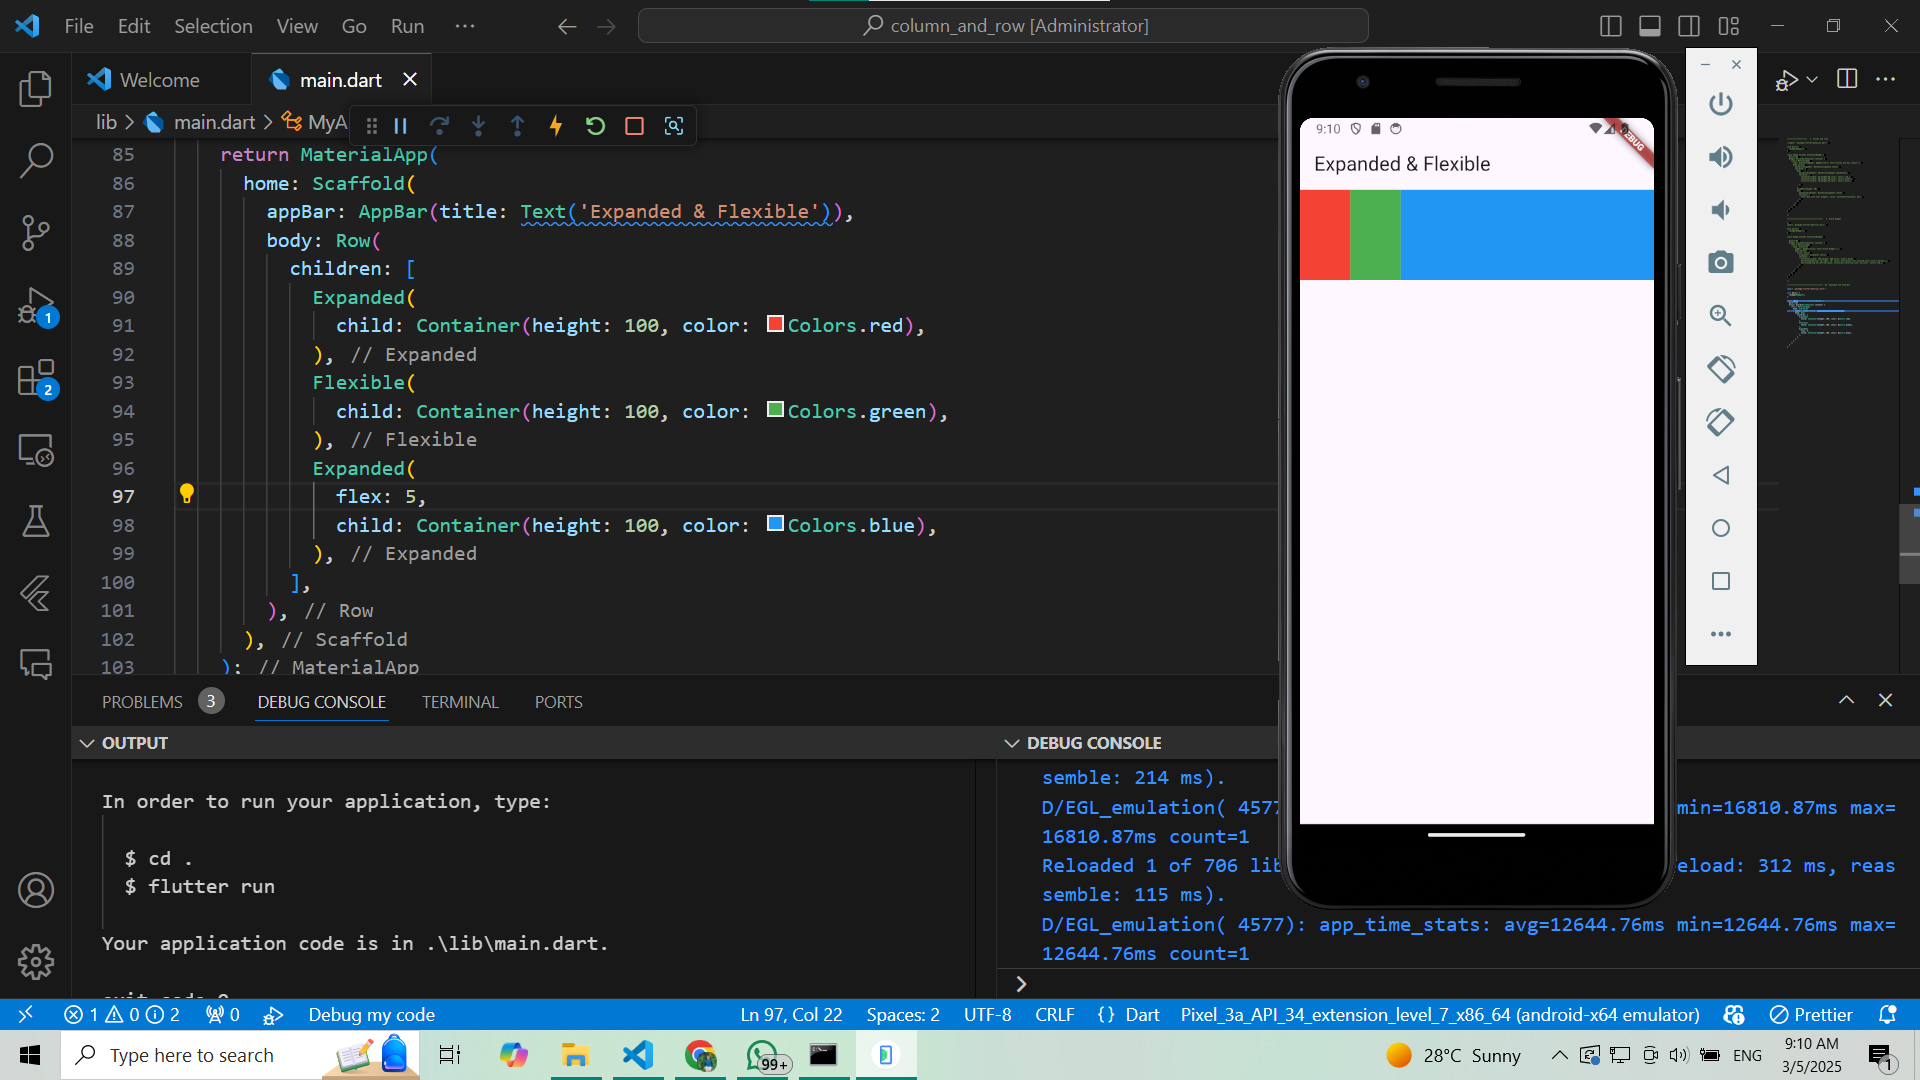 File Edit Selection View Go Run ··· column_and_row [Administrator]
Welcome main.dart
lib > main.dart > MyA
85 return MaterialApp(
86 home: Scaffold(
87 appBar: AppBar(title: Text('Expanded & Flexible')),
88 body: Row(
89 children: [
90 Expanded(
91 child: Container(height: 100, color: Colors.red),
92 ), // Expanded
93 Flexible(
94 child: Container(height: 100, color: Colors.green),
95 ), // Flexible
96 Expanded(
97 flex: 5,
98 child: Container(height: 100, color: Colors.blue),
99 ), // Expanded
100 ],
101 ), // Row
102 ), // Scaffold
103 ); // MaterialApp
1
2
9:10
DEBUG
Expanded & Flexible
PROBLEMS 3 DEBUG CONSOLE TERMINAL PORTS
OUTPUT
In order to run your application, type:
$ cd .
$ flutter run
Your application code is in .\lib\main.dart.
DEBUG CONSOLE
semble: 214 ms).
D/EGL_emulation( 4577 min=16810.87ms max=
16810.87ms count=1
Reloaded 1 of 706 lib eload: 312 ms, reas
semble: 115 ms).
D/EGL_emulation( 4577): app_time_stats: avg=12644.76ms min=12644.76ms max=
12644.76ms count=1
1 0 2 0 Debug my code Ln 97, Col 22 Spaces: 2 UTF-8 CRLF {} Dart Pixel_3a_API_34_extension_level_7_x86_64 (android-x64 emulator) Prettier
Type here to search 99+ 28°C Sunny ENG 9:10 AM
3/5/2025 1